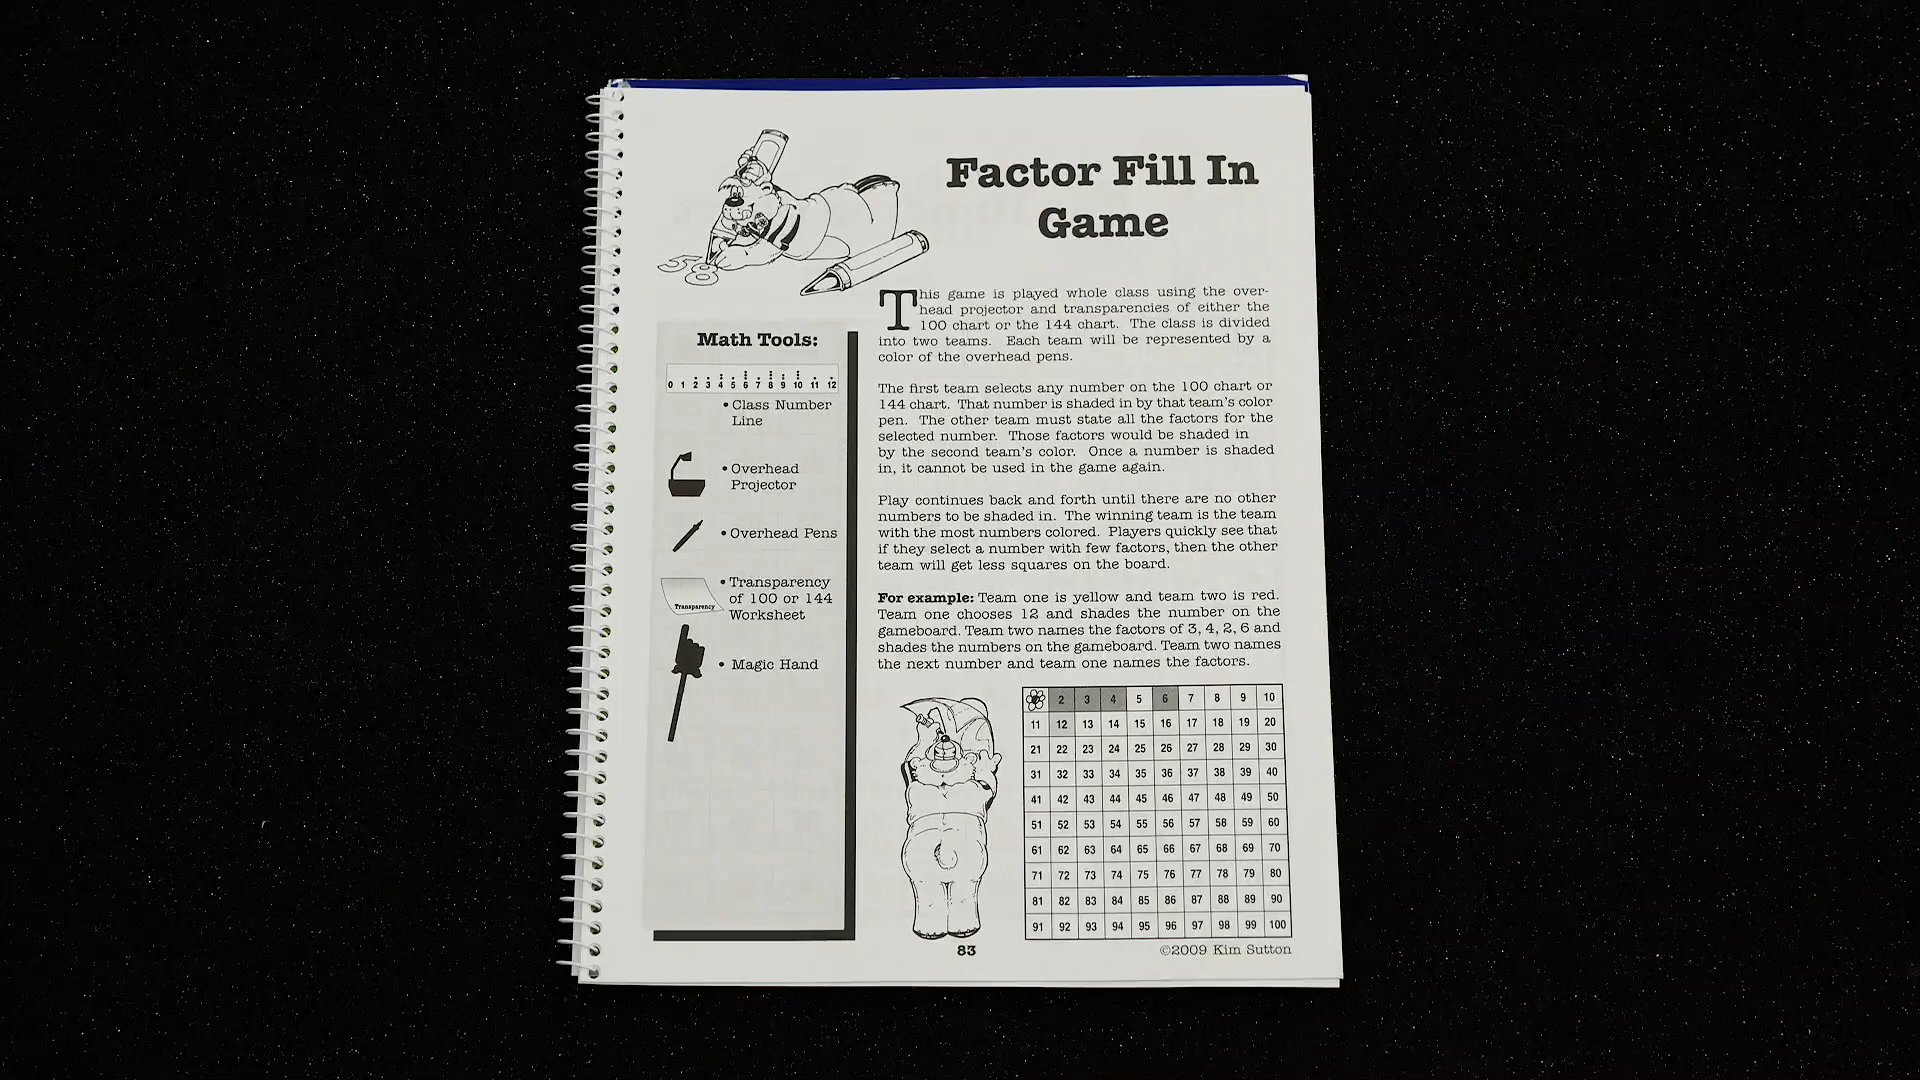 Factor Fill In
Game
58
This game is played whole class using the over-
head projector and transparencies of either the
100 chart or the 144 chart. The class is divided
into two teams. Each team will be represented by a
color of the overhead pens.
The first team selects any number on the 100 chart or
144 chart. That number is shaded in by that team's color
pen. The other team must state all the factors for the
selected number. Those factors would be shaded in
by the second team's color. Once a number is shaded
in, it cannot be used in the game again.
Play continues back and forth until there are no other
numbers to be shaded in. The winning team is the team
with the most numbers colored. Players quickly see that
if they select a number with few factors, then the other
team will get less squares on the board.
For example: Team one is yellow and team two is red.
Team one chooses 12 and shades the number on the
gameboard. Team two names the factors of 3, 4, 2, 6 and
shades the numbers on the gameboard. Team two names
the next number and team one names the factors.
Math Tools:
0 1 2 3 4 5 6 7 8 9 10 11 12
• Class Number
Line
• Overhead
Projector
• Overhead Pens
• Transparency
of 100 or 144
Worksheet
Transparency
• Magic Hand
2 3 4 5 6 7 8 9 10
11 12 13 14 15 16 17 18 19 20
21 22 23 24 25 26 27 28 29 30
31 32 33 34 35 36 37 38 39 40
41 42 43 44 45 46 47 48 49 50
51 52 53 54 55 56 57 58 59 60
61 62 63 64 65 66 67 68 69 70
71 72 73 74 75 76 77 78 79 80
81 82 83 84 85 86 87 88 89 90
91 92 93 94 95 96 97 98 99 100
83
©2009 Kim Sutton